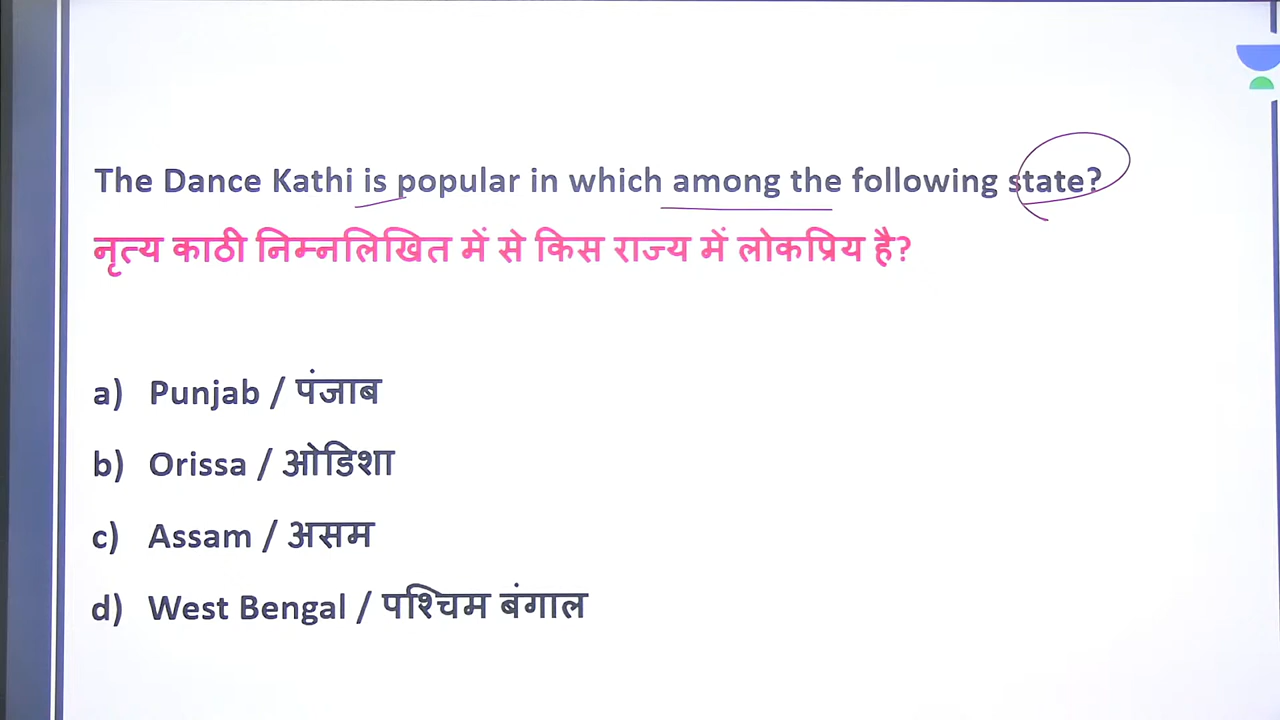 The Dance Kathi is popular in which among the following state?
नृत्य काठी निम्नलिखित में से किस राज्य में लोकप्रिय है?
a) Punjab / पंजाब
b) Orissa / ओडिशा
c) Assam / असम
d) West Bengal / पश्चिम बंगाल